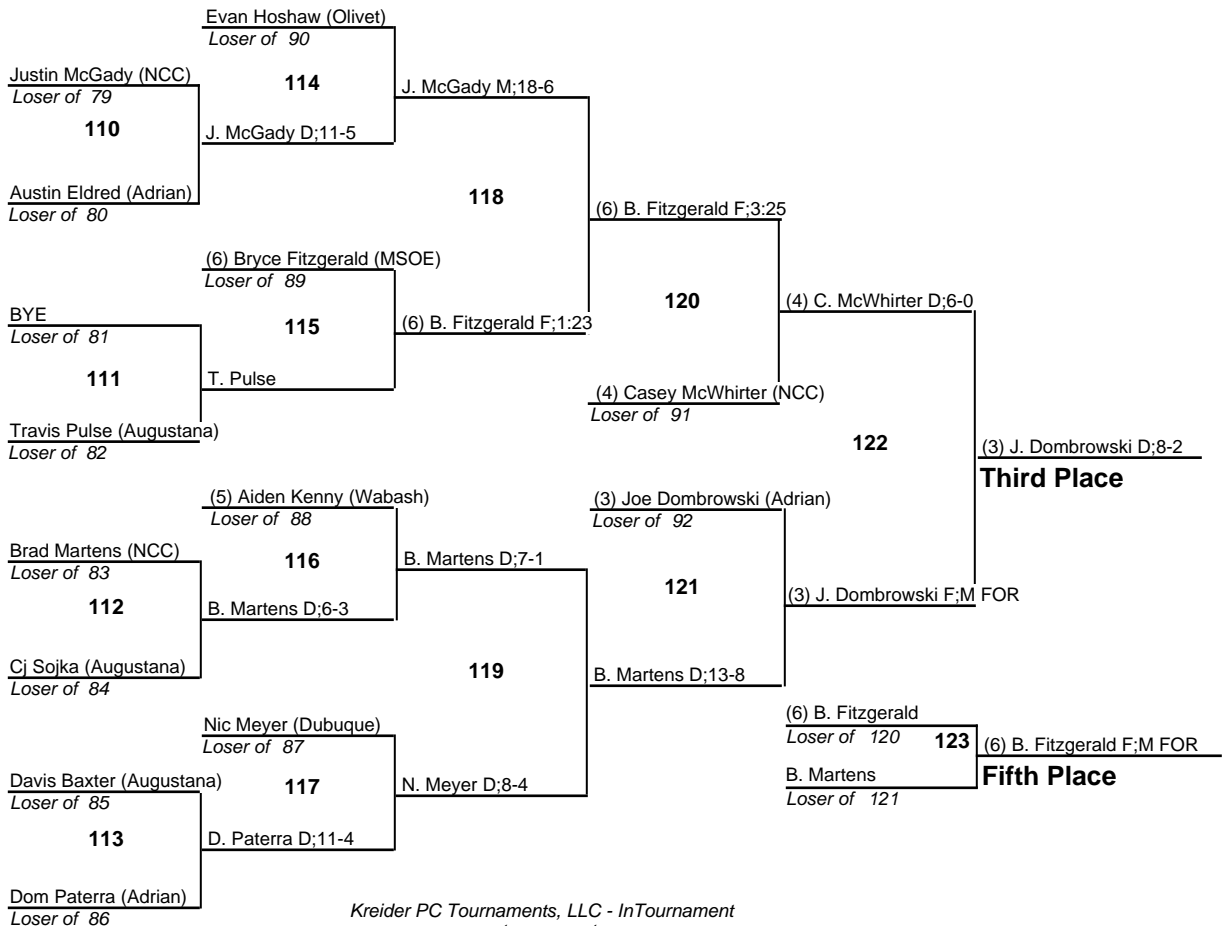 Evan Hoshaw (Olivet)
Loser of 90
Justin McGady (NCC)
Loser of 79
114
J. McGady M;18-6
110
J. McGady D;11-5
Austin Eldred (Adrian)
Loser of 80
118
(6) B. Fitzgerald F;3:25
(6) Bryce Fitzgerald (MSOE)
Loser of 89
BYE
Loser of 81
115
(6) B. Fitzgerald F;1:23
120
(4) C. McWhirter D;6-0
111
T. Pulse
(4) Casey McWhirter (NCC)
Loser of 91
Travis Pulse (Augustana)
Loser of 82
122
(3) J. Dombrowski D;8-2
Third Place
(5) Aiden Kenny (Wabash)
Loser of 88
(3) Joe Dombrowski (Adrian)
Loser of 92
Brad Martens (NCC)
Loser of 83
116
B. Martens D;7-1
121
(3) J. Dombrowski F;M FOR
112
B. Martens D;6-3
Cj Sojka (Augustana)
Loser of 84
119
B. Martens D;13-8
Nic Meyer (Dubuque)
Loser of 87
(6) B. Fitzgerald
Loser of 120
123
(6) B. Fitzgerald F;M FOR
Fifth Place
B. Martens
Loser of 121
Davis Baxter (Augustana)
Loser of 85
117
N. Meyer D;8-4
113
D. Paterra D;11-4
Dom Paterra (Adrian)
Loser of 86
Kreider PC Tournaments, LLC - InTournament